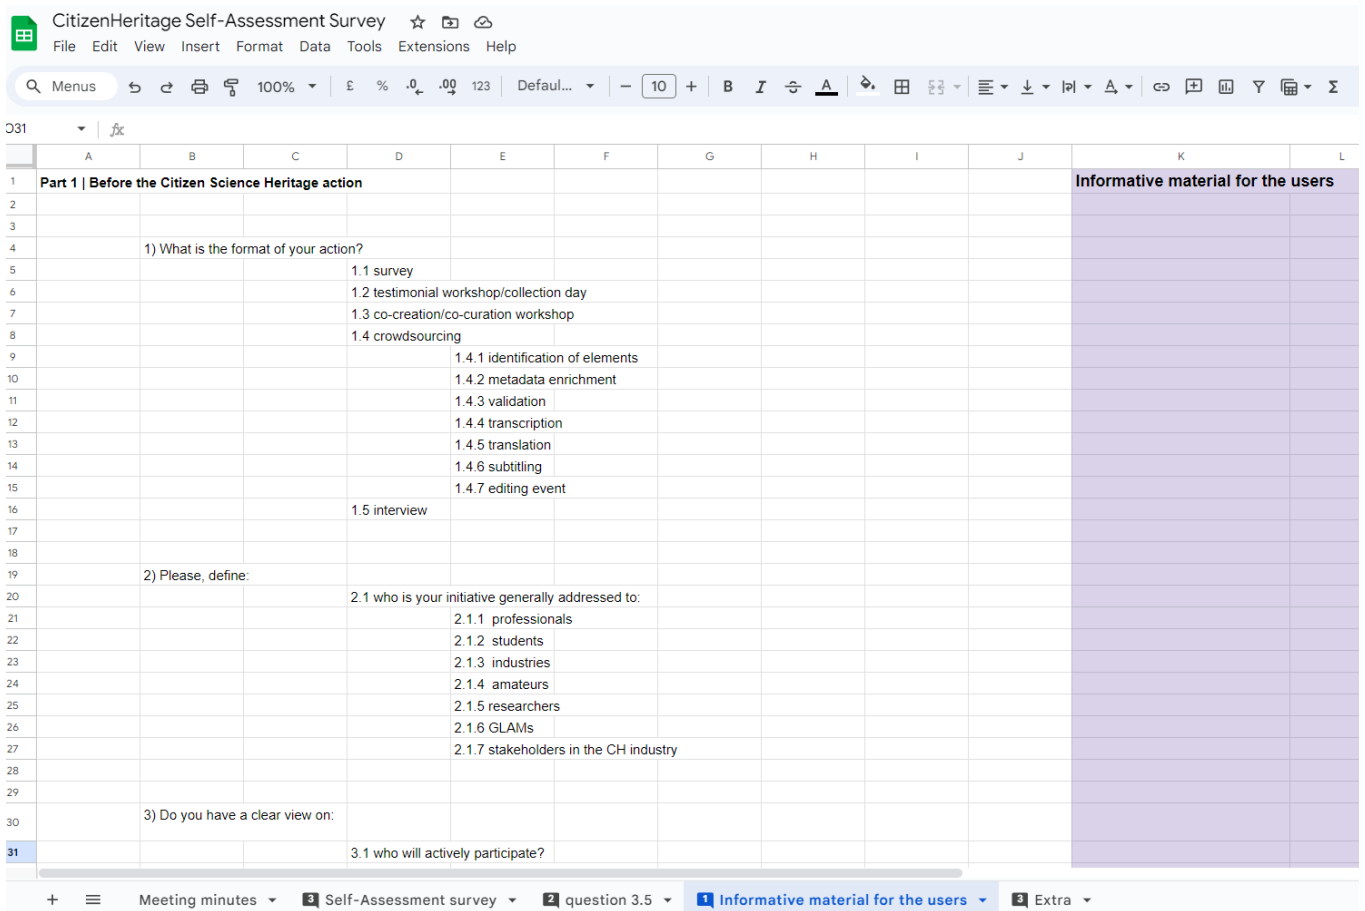 CitizenHeritage Self-Assessment Survey
File Edit View Insert Format Data Tools Extensions Help
Menus 100% £ % .0 .00 123 Defaul... − 10 + B I S A Σ
O31 fx
A B C D E F G H I J K L
1 Part 1 | Before the Citizen Science Heritage action Informative material for the users
2
3
4 1) What is the format of your action?
5 1.1 survey
6 1.2 testimonial workshop/collection day
7 1.3 co-creation/co-curation workshop
8 1.4 crowdsourcing
9 1.4.1 identification of elements
10 1.4.2 metadata enrichment
11 1.4.3 validation
12 1.4.4 transcription
13 1.4.5 translation
14 1.4.6 subtitling
15 1.4.7 editing event
16 1.5 interview
17
18
19 2) Please, define:
20 2.1 who is your initiative generally addressed to:
21 2.1.1 professionals
22 2.1.2 students
23 2.1.3 industries
24 2.1.4 amateurs
25 2.1.5 researchers
26 2.1.6 GLAMs
27 2.1.7 stakeholders in the CH industry
28
29
30 3) Do you have a clear view on:
31 3.1 who will actively participate?
+ Meeting minutes 3 Self-Assessment survey 2 question 3.5 1 Informative material for the users 3 Extra